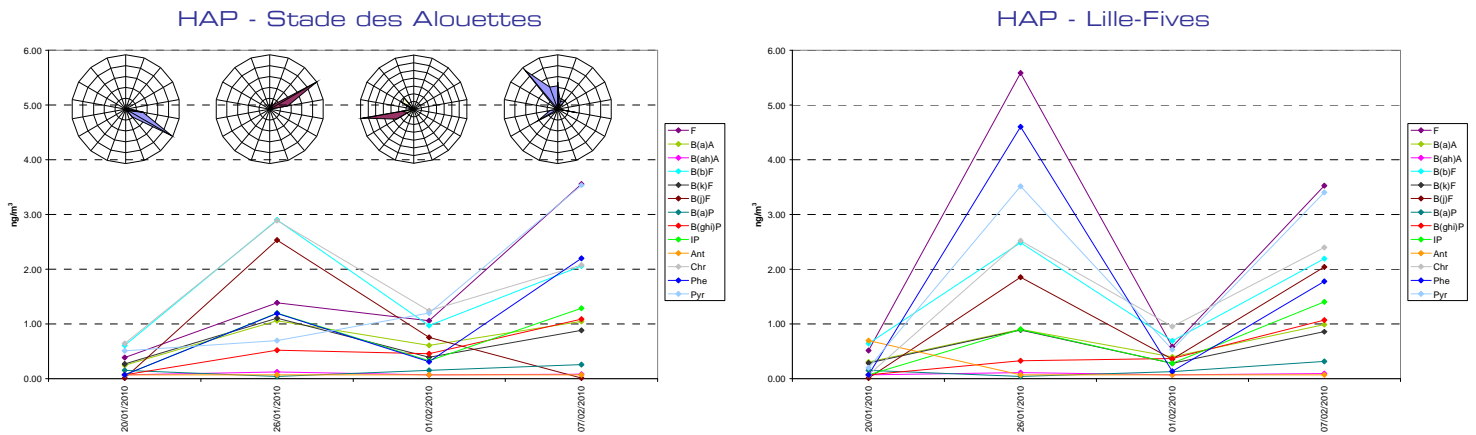 HAP - Stade des Alouettes
6.00
5.00
4.00
3.00
2.00
1.00
0.00
ng/m³
20/01/2010
26/01/2010
01/02/2010
07/02/2010
F
B(a)A
B(ah)A
B(b)F
B(k)F
B(j)F
B(a)P
B(ghi)P
IP
Ant
Chr
Phe
Pyr
HAP - Lille-Fives
6.00
5.00
4.00
3.00
2.00
1.00
0.00
ng/m³
20/01/2010
26/01/2010
01/02/2010
07/02/2010
F
B(a)A
B(ah)A
B(b)F
B(k)F
B(j)F
B(a)P
B(ghi)P
IP
Ant
Chr
Phe
Pyr